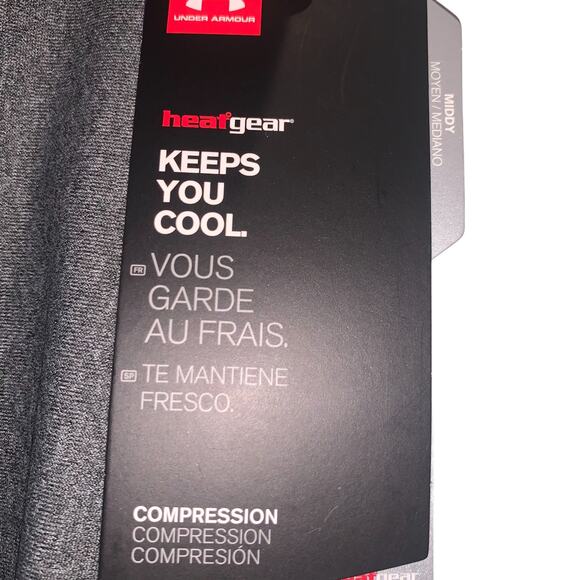 UNDER ARMOUR
heatgear®
KEEPS
YOU
COOL.
FR VOUS
GARDE
AU FRAIS.
SP TE MANTIENE
FRESCO.
COMPRESSION
COMPRESSION
COMPRESIÓN
MIDDY
MOYEN / MEDIANO
gear